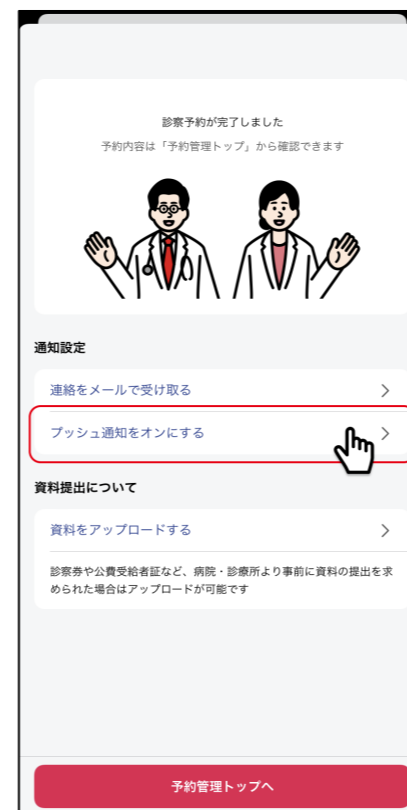 診察予約が完了しました
予約内容は「予約管理トップ」から確認できます
通知設定
連絡をメールで受け取る
プッシュ通知をオンにする
資料提出について
資料をアップロードする
診察券や公費受給者証など、病院・診療所より事前に資料の提出を求
められた場合はアップロードが可能です
予約管理トップへ